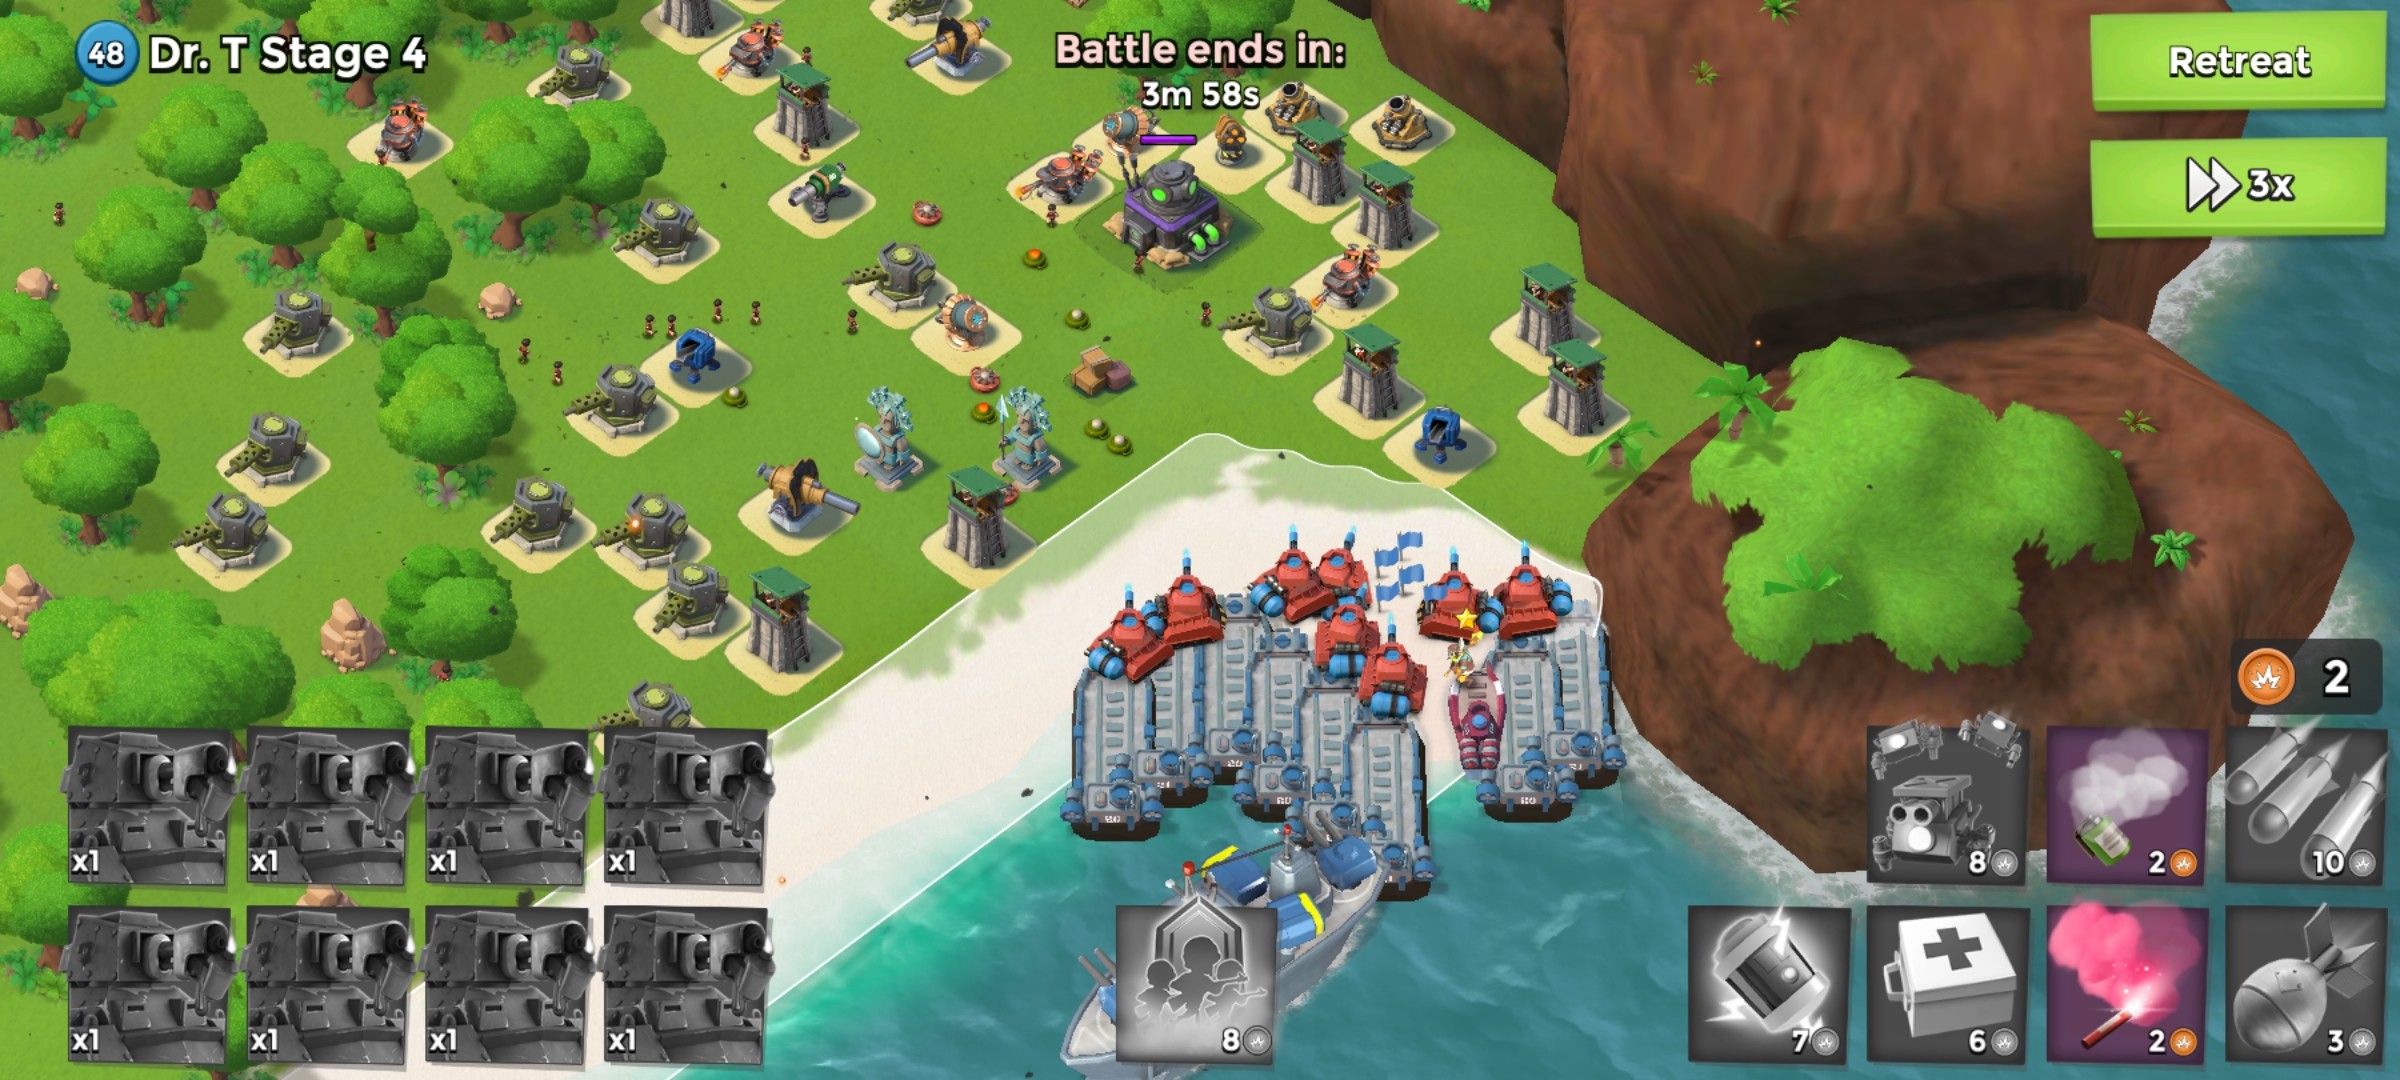 48 Dr. T Stage 4
Battle ends in:
3m 58s
Retreat
3x
2
x1 x1 x1 x1
8 2 10
x1 x1 x1 x1
8 7 6 2 3